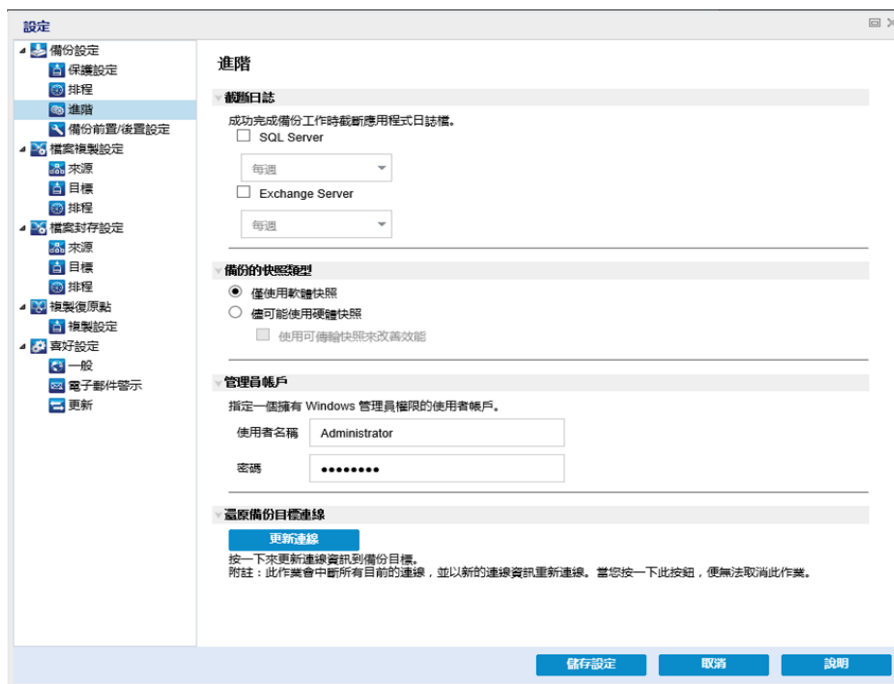 設定
備份設定
保護設定
排程
進階
備份前置/後置設定
檔案複製設定
來源
目標
排程
檔案封存設定
來源
目標
排程
複製復原點
複製設定
喜好設定
一般
電子郵件警示
更新
進階
截斷日誌
成功完成備份工作時截斷應用程式日誌檔。
SQL Server
每週
Exchange Server
每週
備份的快照類型
僅使用軟體快照
儘可能使用硬體快照
使用可傳輸快照來改善效能
管理員帳戶
指定一個擁有 Windows 管理員權限的使用者帳戶。
使用者名稱 Administrator
密碼 ●●●●●●●●
還原備份目標連線
更新連線
按一下來更新連線資訊到備份目標。
附註：此作業會中斷所有目前的連線，並以新的連線資訊重新連線。當您按一下此按鈕，便無法取消此作業。
儲存設定 取消 說明